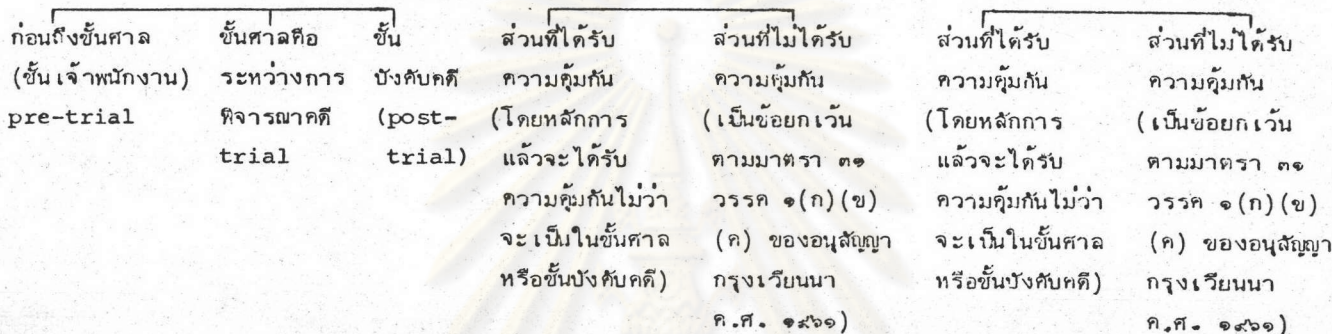 ก่อนถึงขั้นศาล
(ขั้นเจ้าพนักงาน)
pre-trial
ขั้นศาลคือ
ระหว่างการ
พิจารณาคดี
trial
ขั้น
บังคับคดี
(post-
trial)
ส่วนที่ได้รับ
ความคุ้มกัน
(โดยหลักการ
แล้วจะได้รับ
ความคุ้มกันไม่ว่า
จะเป็นในขั้นศาล
หรือขั้นบังคับคดี)
ส่วนที่ไม่ได้รับ
ความคุ้มกัน
(เป็นข้อยกเว้น
ตามมาตรา ๓๑
วรรค ๑(ก)(ข)
(ค) ของอนุสัญญา
กรุงเวียนนา
ค.ศ. ๑๙๖๑)
ส่วนที่ได้รับ
ความคุ้มกัน
(โดยหลักการ
แล้วจะได้รับ
ความคุ้มกันไม่ว่า
จะเป็นในขั้นศาล
หรือขั้นบังคับคดี)
ส่วนที่ไม่ได้รับ
ความคุ้มกัน
(เป็นข้อยกเว้น
ตามมาตรา ๓๑
วรรค ๑(ก)(ข)
(ค) ของอนุสัญญา
กรุงเวียนนา
ค.ศ. ๑๙๖๑)